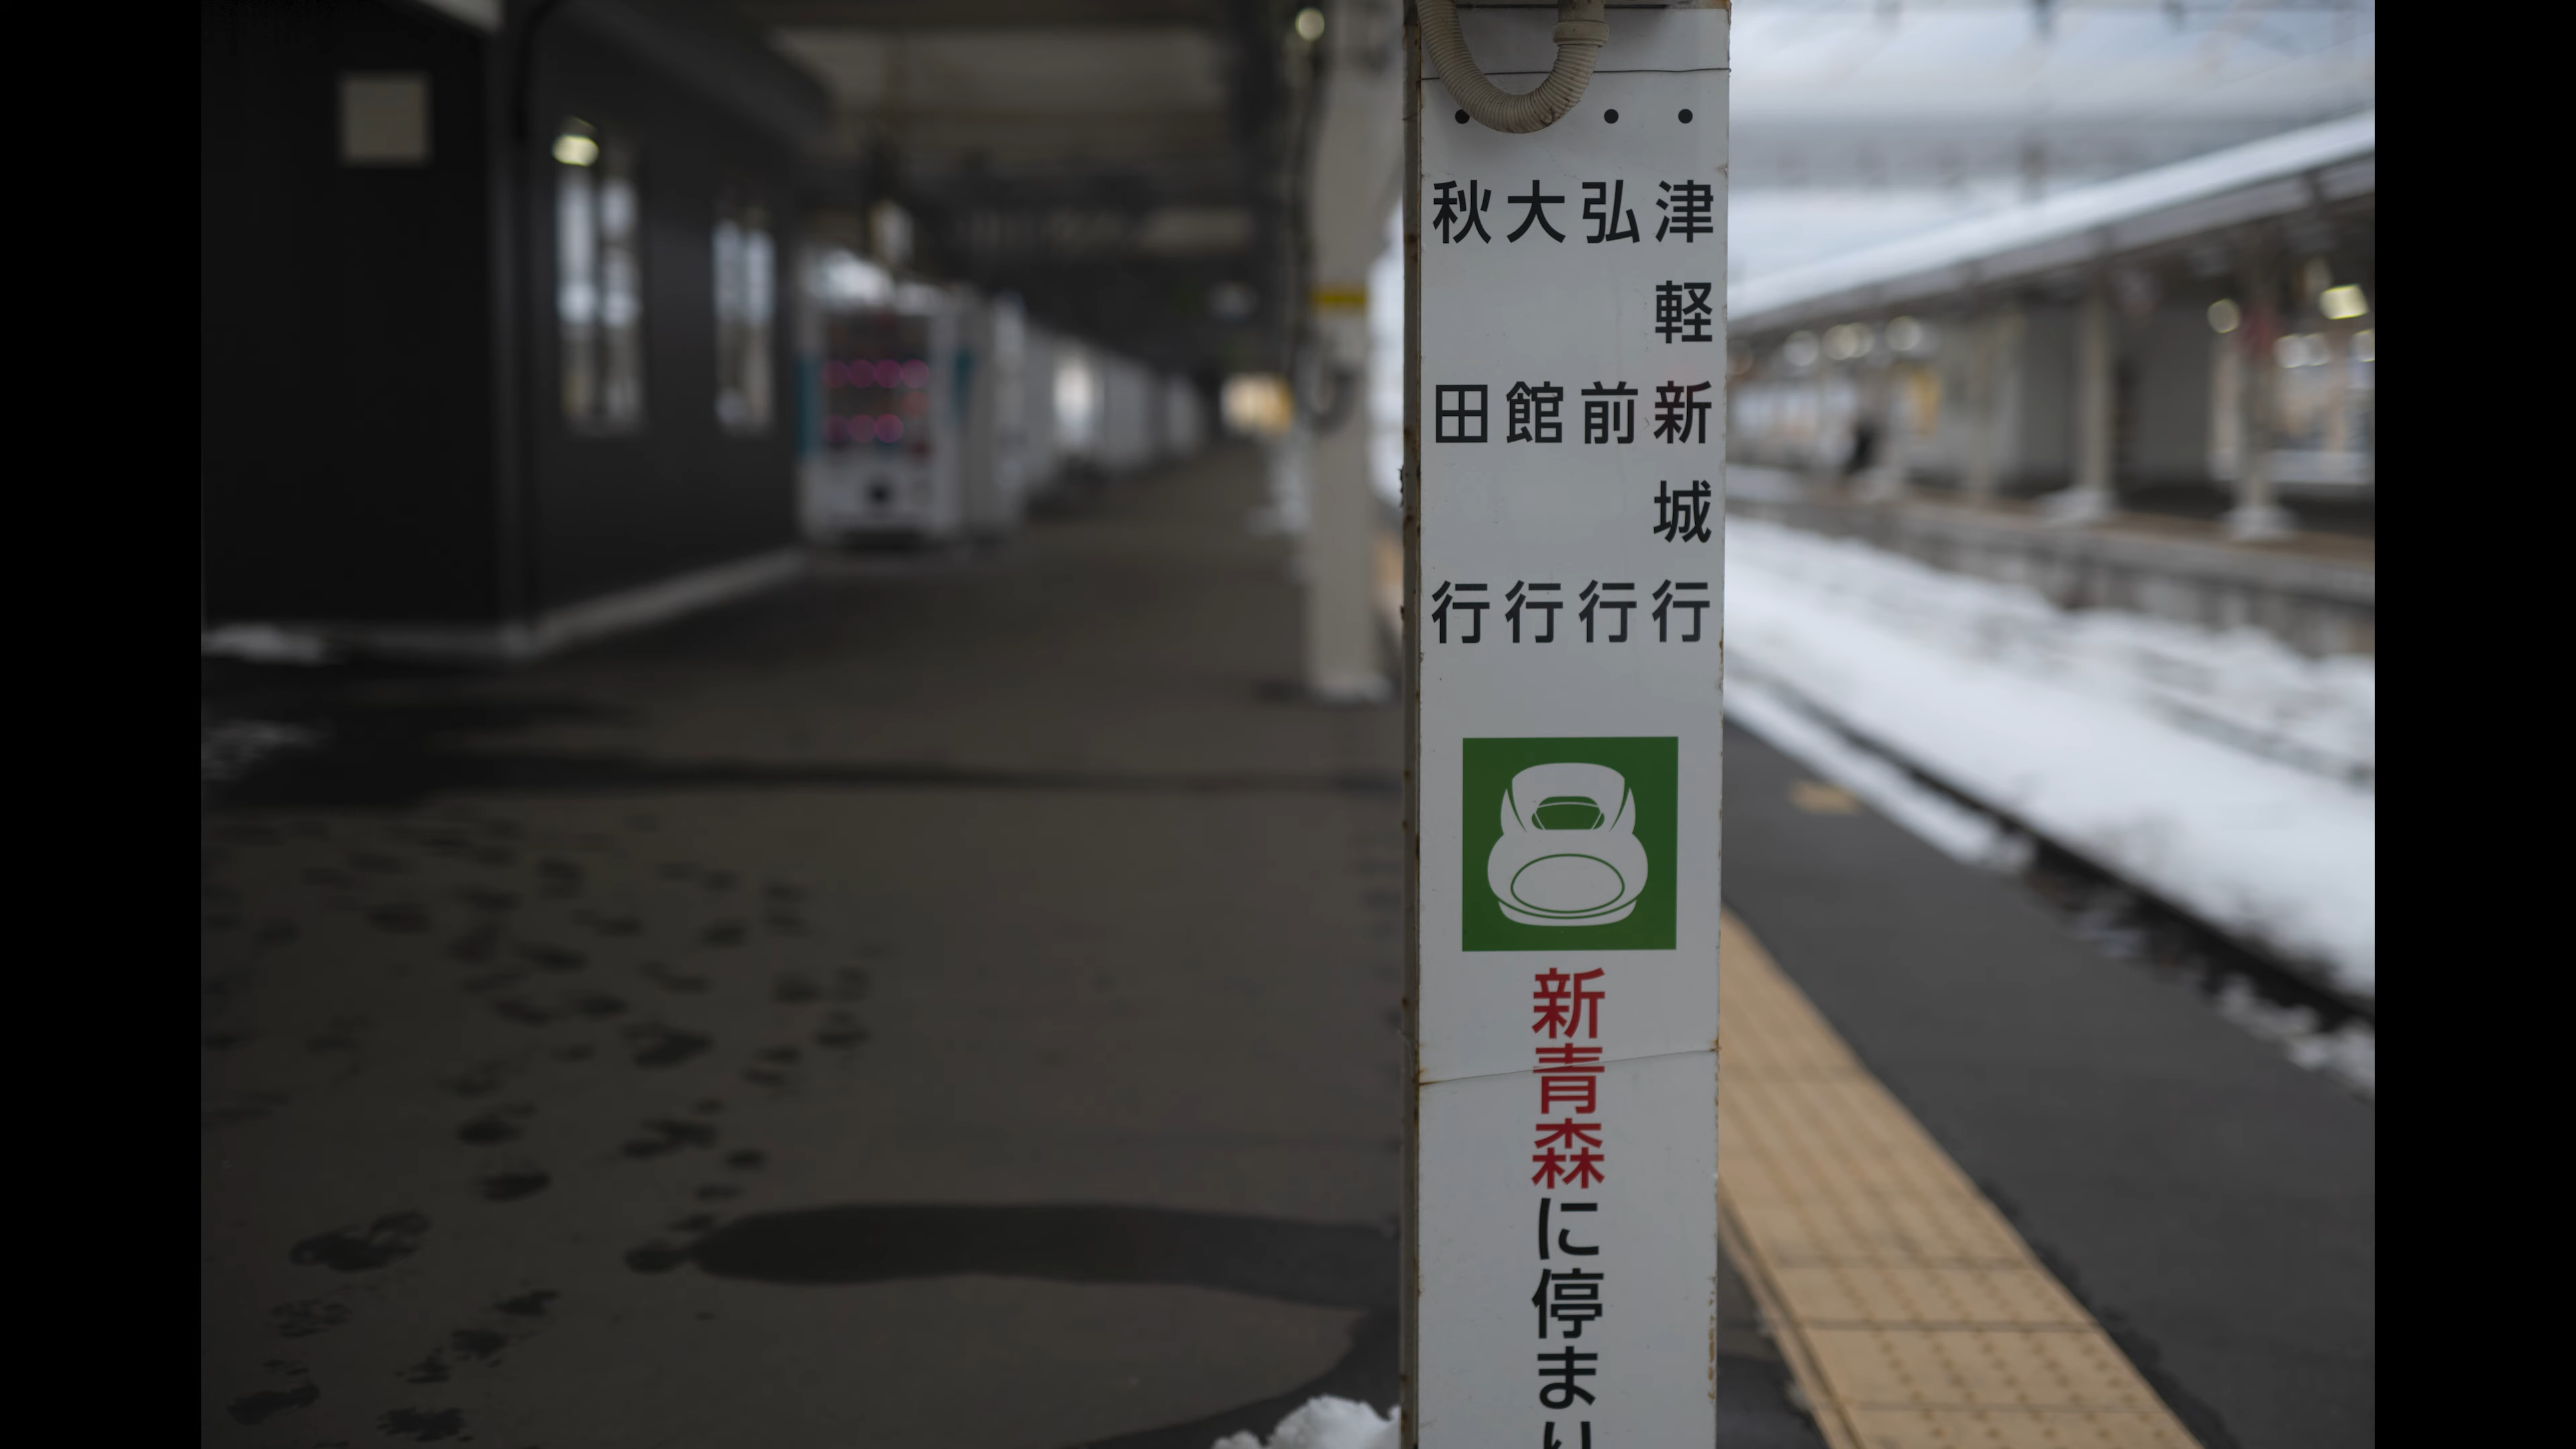 ・津軽新城行
・弘前行
・大館行
・秋田行
新青森に停まり